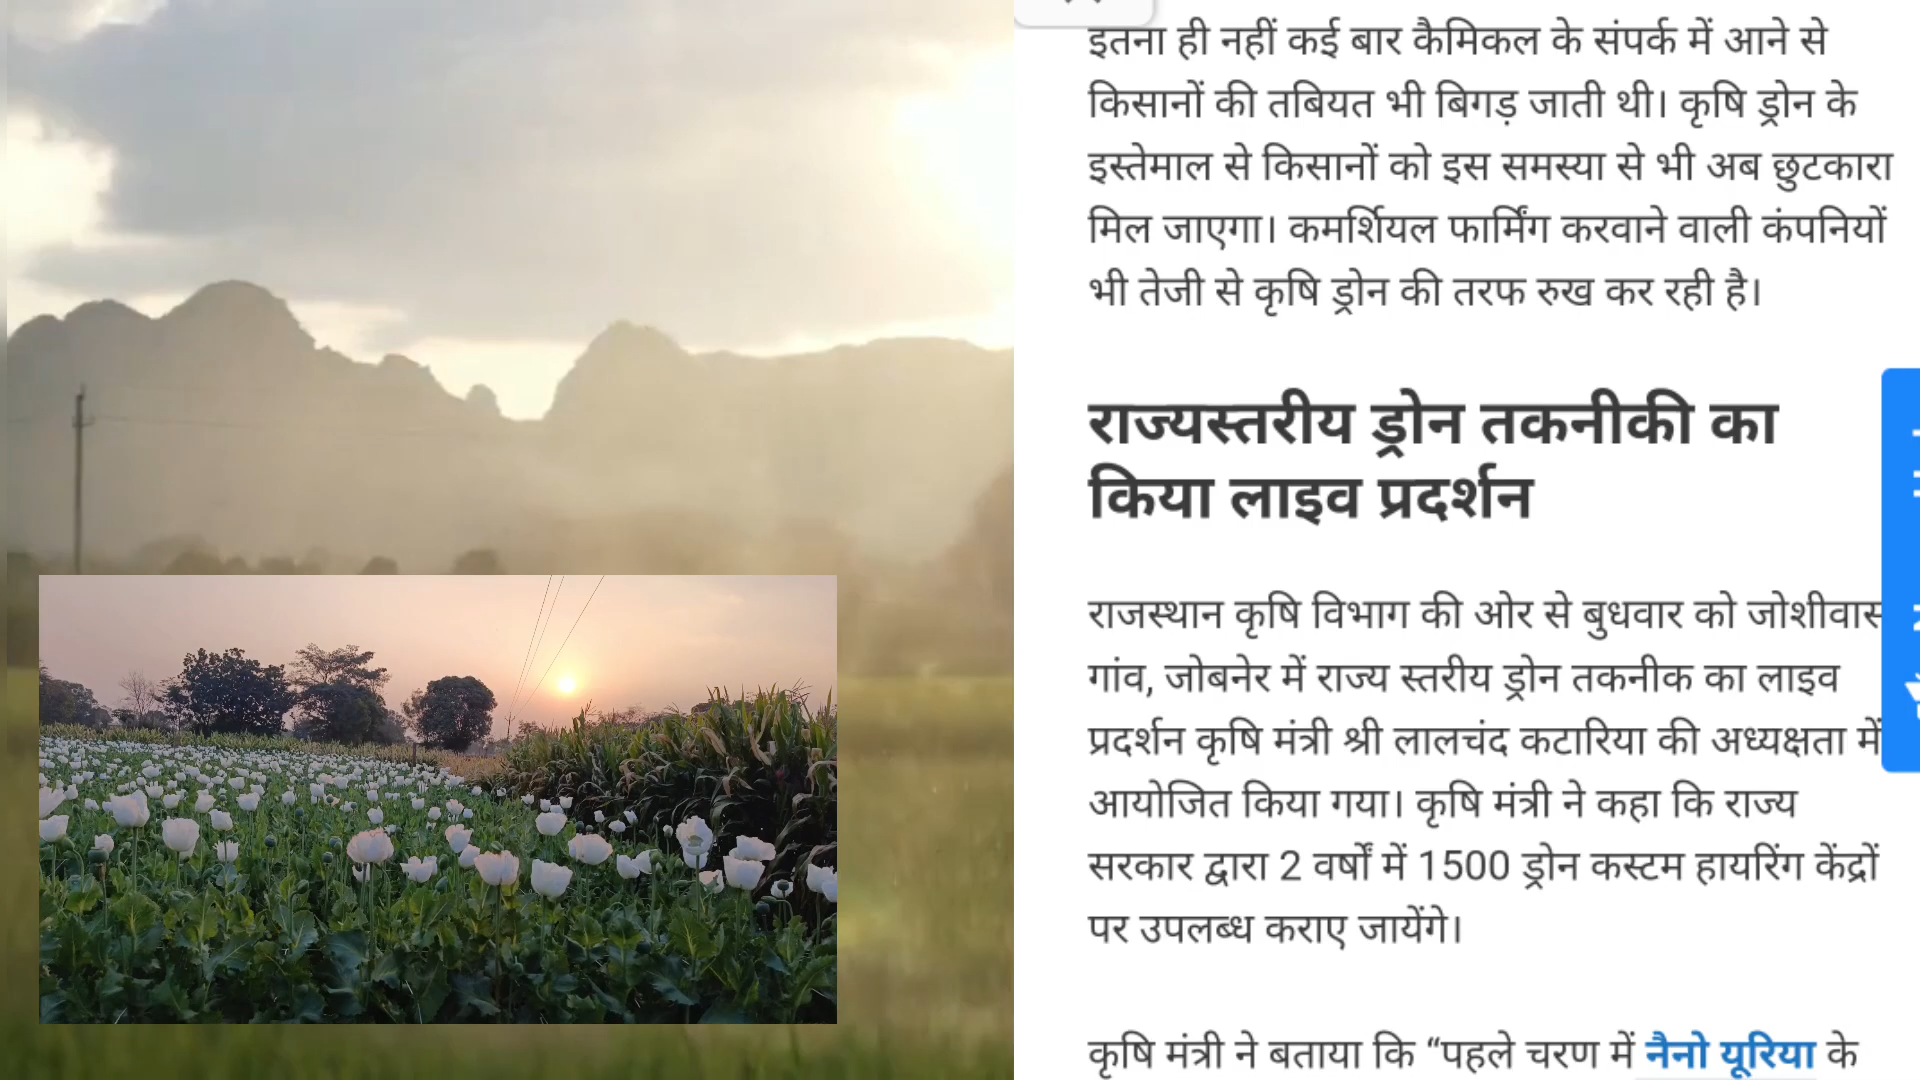 इतना ही नहीं कई बार कैमिकल के संपर्क में आने से
किसानों की तबियत भी बिगड़ जाती थी। कृषि ड्रोन के
इस्तेमाल से किसानों को इस समस्या से भी अब छुटकारा
मिल जाएगा। कमर्शियल फार्मिंग करवाने वाली कंपनियों
भी तेजी से कृषि ड्रोन की तरफ रुख कर रही है।
राज्यस्तरीय ड्रोन तकनीकी का
किया लाइव प्रदर्शन
राजस्थान कृषि विभाग की ओर से बुधवार को जोशीवास
गांव, जोबनेर में राज्य स्तरीय ड्रोन तकनीक का लाइव
प्रदर्शन कृषि मंत्री श्री लालचंद कटारिया की अध्यक्षता में
आयोजित किया गया। कृषि मंत्री ने कहा कि राज्य
सरकार द्वारा 2 वर्षों में 1500 ड्रोन कस्टम हायरिंग केंद्रों
पर उपलब्ध कराए जायेंगे।
कृषि मंत्री ने बताया कि “पहले चरण में नैनो यूरिया के